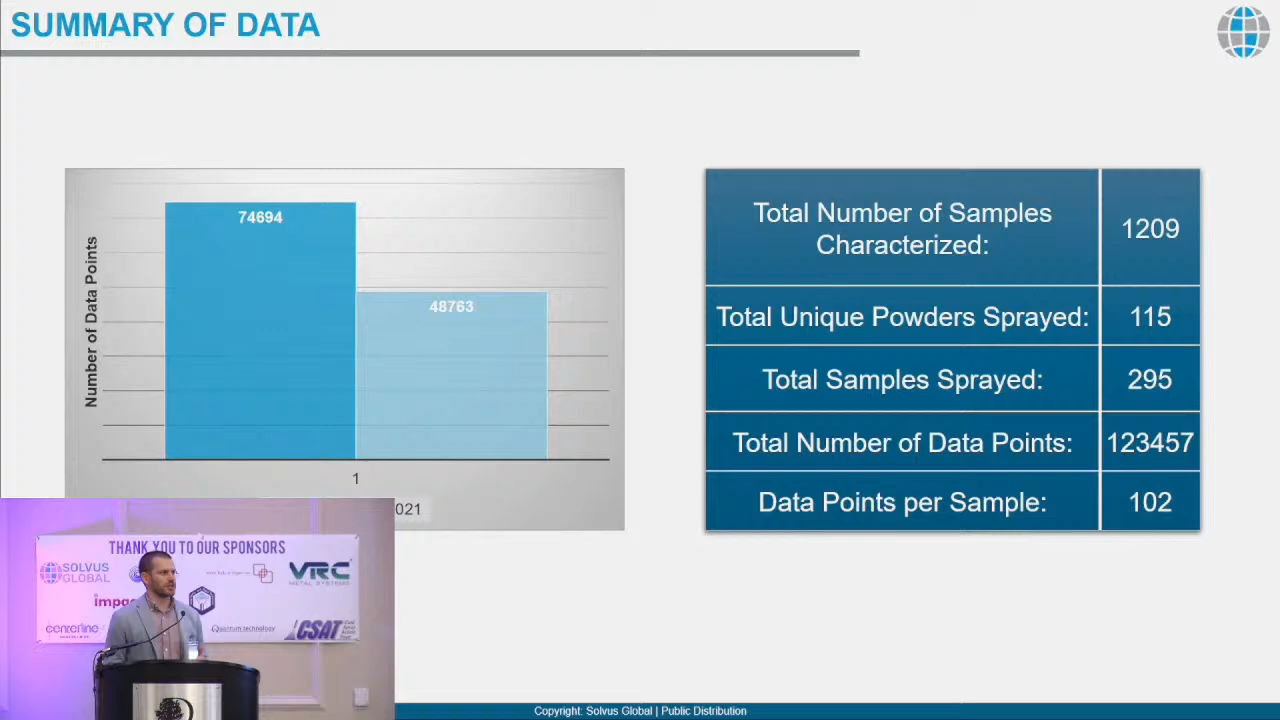 SUMMARY OF DATA
Number of Data Points
74694
48763
1
021
Total Number of Samples
Characterized:
1209
Total Unique Powders Sprayed:
115
Total Samples Sprayed:
295
Total Number of Data Points:
123457
Data Points per Sample:
102
THANK YOU TO OUR SPONSORS
SOLVUS
GLOBAL
VRC
METAL SYSTEMS
impac
centerline
Quantum technology
CSAT
Copyright: Solvus Global | Public Distribution